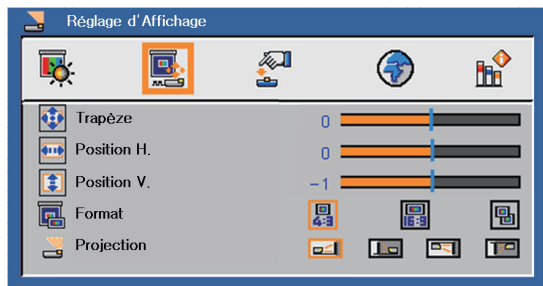 Réglage d'Affichage
Trapèze 0
Position H. 0
Position V. -1
Format 4:3 16:9
Projection